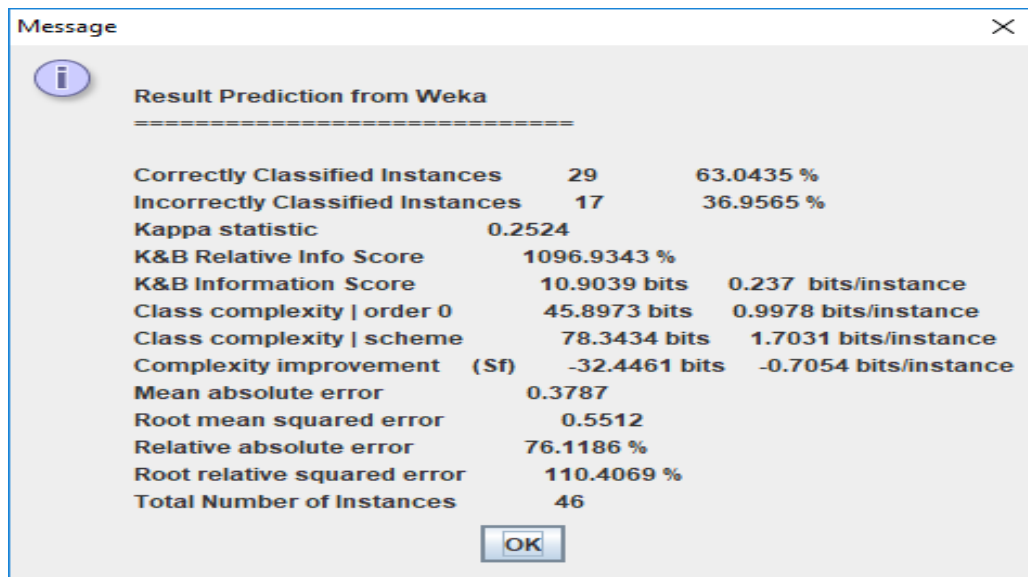 Message
Result Prediction from Weka
==============================
Correctly Classified Instances 29 63.0435 %
Incorrectly Classified Instances 17 36.9565 %
Kappa statistic 0.2524
K&B Relative Info Score 1096.9343 %
K&B Information Score 10.9039 bits 0.237 bits/instance
Class complexity | order 0 45.8973 bits 0.9978 bits/instance
Class complexity | scheme 78.3434 bits 1.7031 bits/instance
Complexity improvement (Sf) -32.4461 bits -0.7054 bits/instance
Mean absolute error 0.3787
Root mean squared error 0.5512
Relative absolute error 76.1186 %
Root relative squared error 110.4069 %
Total Number of Instances 46
OK